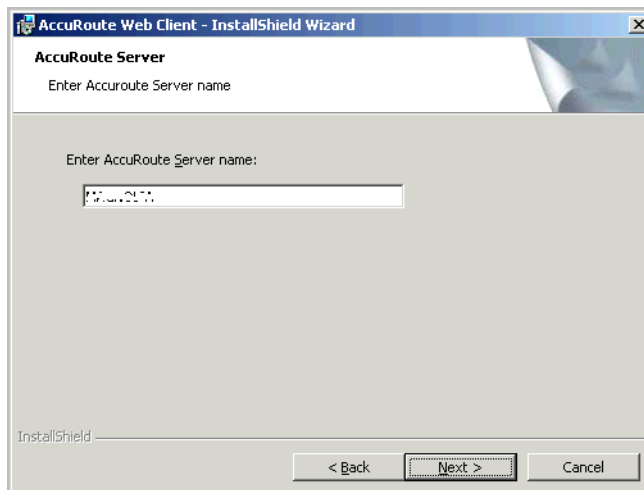 AccuRoute Web Client - InstallShield Wizard
AccuRoute Server
Enter Accuroute Server name
Enter AccuRoute Server name:
InstallShield
< Back
Next >
Cancel